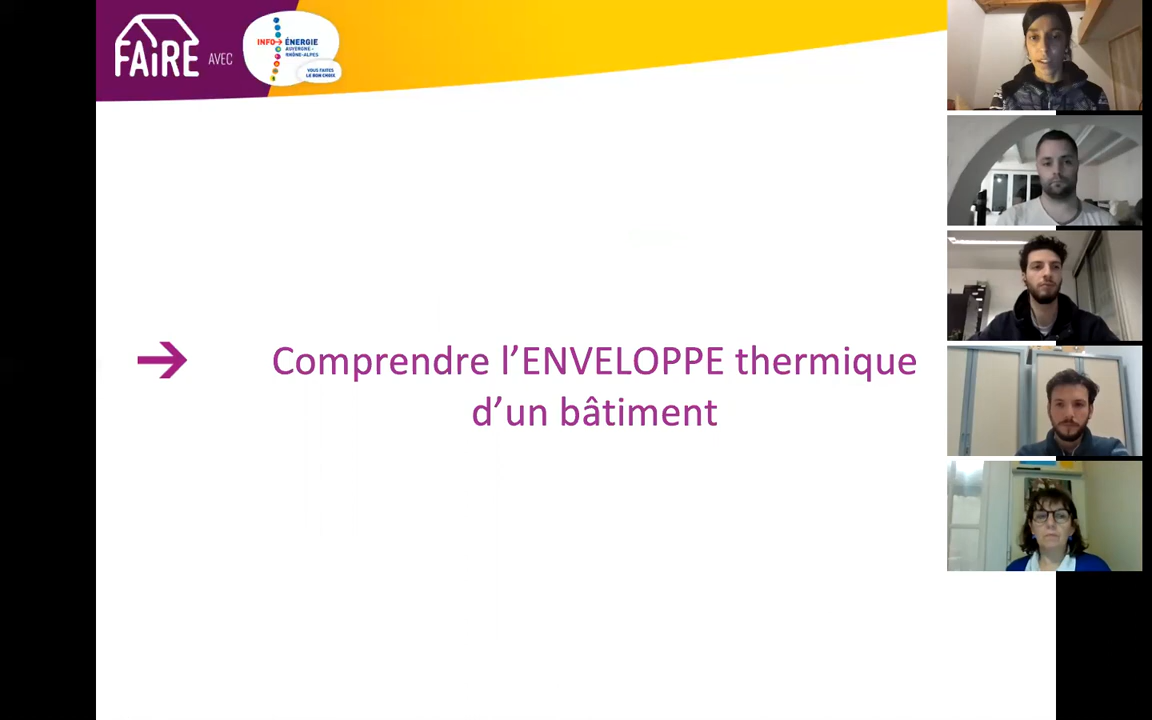 FAiRE
AVEC
INFO→ ÉNERGIE
AUVERGNE-
RHÔNE-ALPES
VOUS FAITES
LE BON CHOIX
Comprendre l’ENVELOPPE thermique
d’un bâtiment